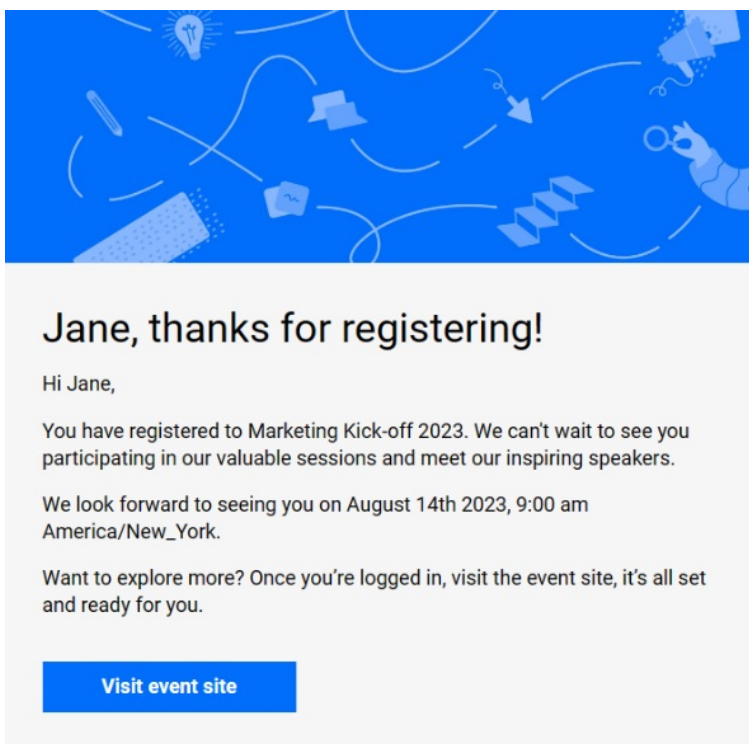 Jane, thanks for registering!
Hi Jane,
You have registered to Marketing Kick-off 2023. We can't wait to see you
participating in our valuable sessions and meet our inspiring speakers.
We look forward to seeing you on August 14th 2023, 9:00 am
America/New_York.
Want to explore more? Once you’re logged in, visit the event site, it’s all set
and ready for you.
Visit event site